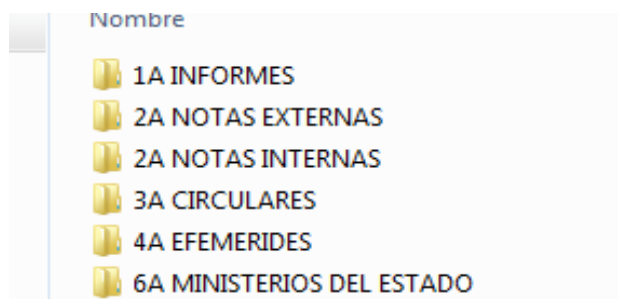 Nombre
1A INFORMES
2A NOTAS EXTERNAS
2A NOTAS INTERNAS
3A CIRCULARES
4A EFEMERIDES
6A MINISTERIOS DEL ESTADO